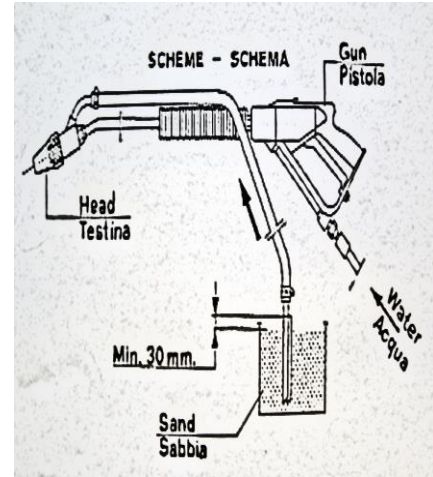 SCHEME - SCHEMA
Gun
Pistola
Head
Testina
Water
Acqua
Min. 30 mm.
Sand
Sabbia